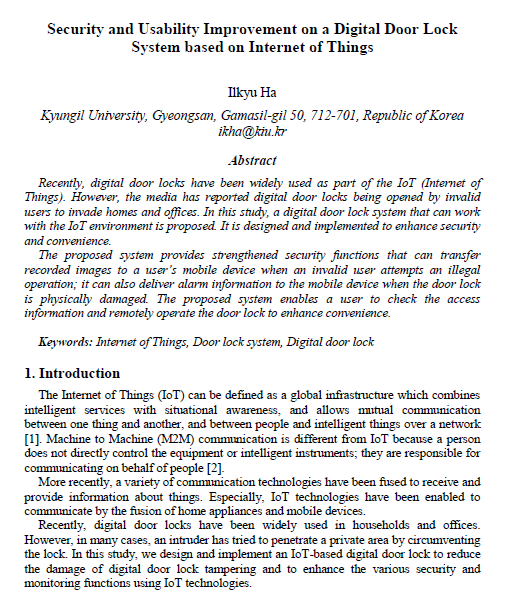 Security and Usability Improvement on a Digital Door Lock
System based on Internet of Things
Ilkyu Ha
Kyungil University, Gyeongsan, Gamasil-gil 50, 712-701, Republic of Korea
ikha@kiu.kr
Abstract
Recently, digital door locks have been widely used as part of the IoT (Internet of
Things). However, the media has reported digital door locks being opened by invalid
users to invade homes and offices. In this study, a digital door lock system that can work
with the IoT environment is proposed. It is designed and implemented to enhance security
and convenience.
The proposed system provides strengthened security functions that can transfer
recorded images to a user's mobile device when an invalid user attempts an illegal
operation; it can also deliver alarm information to the mobile device when the door lock
is physically damaged. The proposed system enables a user to check the access
information and remotely operate the door lock to enhance convenience.
Keywords: Internet of Things, Door lock system, Digital door lock
1. Introduction
The Internet of Things (IoT) can be defined as a global infrastructure which combines
intelligent services with situational awareness, and allows mutual communication
between one thing and another, and between people and intelligent things over a network
[1]. Machine to Machine (M2M) communication is different from IoT because a person
does not directly control the equipment or intelligent instruments; they are responsible for
communicating on behalf of people [2].
More recently, a variety of communication technologies have been fused to receive and
provide information about things. Especially, IoT technologies have been enabled to
communicate by the fusion of home appliances and mobile devices.
Recently, digital door locks have been widely used in households and offices.
However, in many cases, an intruder has tried to penetrate a private area by circumventing
the lock. In this study, we design and implement an IoT-based digital door lock to reduce
the damage of digital door lock tampering and to enhance the various security and
monitoring functions using IoT technologies.